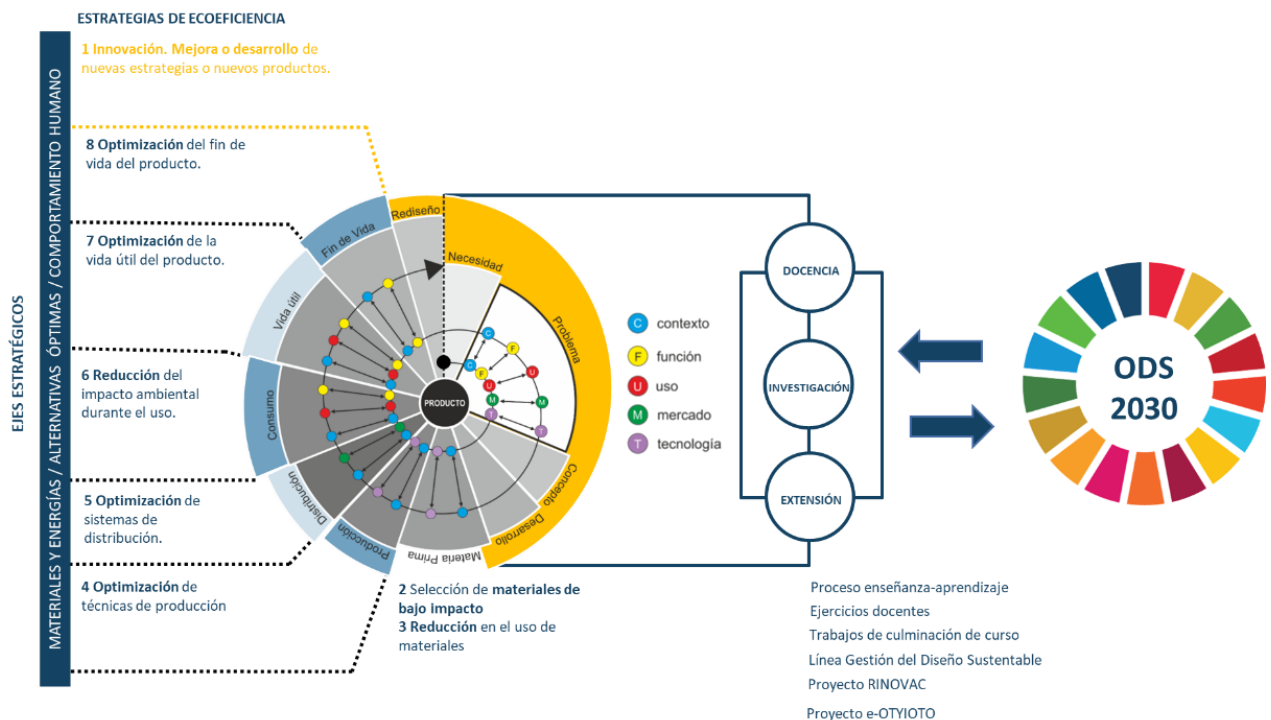 ESTRATEGIAS DE ECOEFICIENCIA
EJES ESTRATÉGICOS
MATERIALES Y ENERGÍAS / ALTERNATIVAS ÓPTIMAS / COMPORTAMIENTO HUMANO
1 Innovación. Mejora o desarrollo de
nuevas estrategias o nuevos productos.
8 Optimización del fin de
vida del producto.
7 Optimización de la
vida útil del producto.
6 Reducción del
impacto ambiental
durante el uso.
5 Optimización de
sistemas de
distribución.
4 Optimización de
técnicas de producción
2 Selección de materiales de
bajo impacto
3 Reducción en el uso de
materiales
Rediseño
Necesidad
Problema
Concepto
Desarrollo
Materia Prima
Producción
Distribución
Consumo
Vida útil
Fin de Vida
PRODUCTO
C
F
U
M
T
C
F
U
M
T
C contexto
F función
U uso
M mercado
T tecnología
DOCENCIA
INVESTIGACIÓN
EXTENSIÓN
ODS
2030
Proceso enseñanza-aprendizaje
Ejercicios docentes
Trabajos de culminación de curso
Línea Gestión del Diseño Sustentable
Proyecto RINOVAC
Proyecto e-OTYIOTO